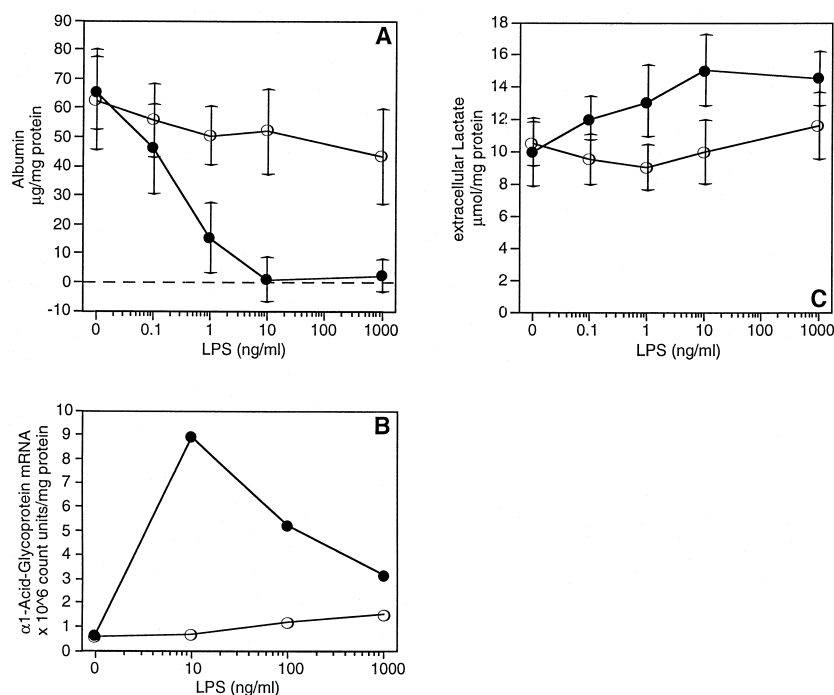 A
90
80
70
60
50
40
30
20
10
0
-10
Albumin
µg/mg protein
0 0.1 1 10 100 1000
LPS (ng/ml)
C
18
16
14
12
10
8
6
4
2
0
extracellular Lactate
µmol/mg protein
0 0.1 1 10 100 1000
LPS (ng/ml)
B
10
9
8
7
6
5
4
3
2
1
0
α1-Acid-Glycoprotein mRNA
x 10^6 count units/mg protein
0 10 100 1000
LPS (ng/ml)